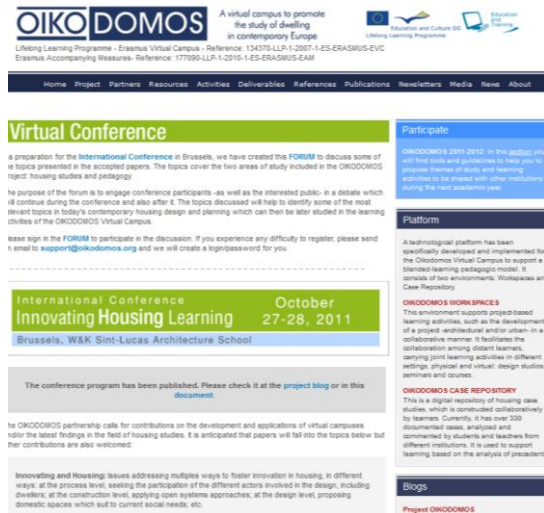 OIKODOMOS
A virtual campus to promote
the study of dwelling
in contemporary Europe
Education and Culture DG
Lifelong Learning Programme
Education
and
Training
Lifelong Learning Programme - Erasmus Virtual Campus - Reference: 134370-LLP-1-2007-1-ES-ERASMUS-EVC
Erasmus Accompanying Measures- Reference: 177090-LLP-1-2010-1-ES-ERASMUS-EAM
Home Project Partners Resources Activities Deliverables References Publications Newsletters Media News About
Virtual Conference
s preparation for the International Conference in Brussels, we have created this FORUM to discuss some of
e topics presented in the accepted papers. The topics cover the two areas of study included in the OIKODOMOS
roject: housing studies and pedagogy.
he purpose of the forum is to engage conference participants -as well as the interested public- in a debate which
ill continue during the conference and also after it. The topics discussed will help to identify some of the most
elevant topics in today's contemporary housing design and planning which can then be later studied in the learning
ctivities of the OIKODOMOS Virtual Campus.
lease sign in the FORUM to participate in the discussion. If you experience any difficulty to register, please send
n email to support@oikodomos.org and we will create a login/password for you.
International Conference
Innovating Housing Learning
October
27-28, 2011
Brussels, W&K Sint-Lucas Architecture School
The conference program has been published. Please check it at the project blog or in this
document.
he OIKODOMOS partnership calls for contributions on the development and applications of virtual campuses
nd/or the latest findings in the field of housing studies. It is anticipated that papers will fall into the topics below but
ther contributions are also welcomed:
Innovating and Housing: Issues addressing multiple ways to foster innovation in housing, in different
ways: at the process level, seeking the participation of the different actors involved in the design, including
dwellers; at the construction level, applying open systems approaches; at the design level, proposing
domestic spaces which suit to current social needs; etc.
Participate
OIKODOMOS 2011-2012: In this section you
will find tools and guidelines to help you to
propose themes of study and learning
activities to be shared with other institutions
during the next academic year.
Platform
A technological platform has been
specifically developed and implemented for
the Oikodomos Virtual Campus to support a
blended-learning pedagogic model. It
consists of two environments: Workspaces an
Case Repository.
OIKODOMOS WORKSPACES
This environment supports project-based
learning activities, such as the development
of a project -architectural and/or urban- in a
collaborative manner. It facilitates the
collaboration among distant learners,
carrying joint learning activities in different
settings, physical and virtual: design studios,
seminars and courses.
OIKODOMOS CASE REPOSITORY
This is a digital repository of housing case
studies, which is constructed collaboratively
by learners. Currently, it has over 330
documented cases, analyzed and
commented by students and teachers from
different institutions. It is used to support
learning based on the analysis of precedent
Blogs
Project OIKODOMOS